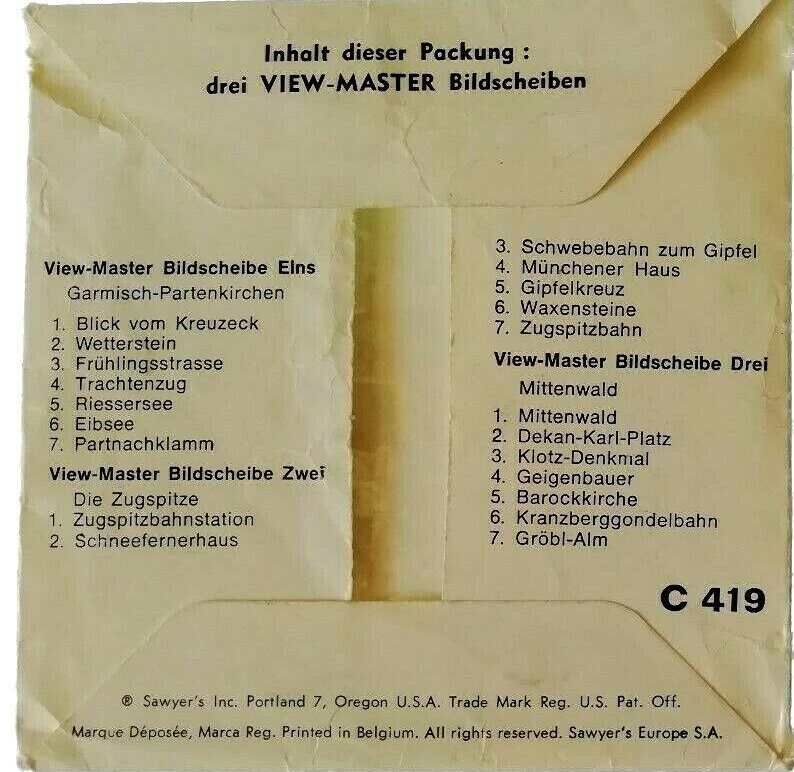 Inhalt dieser Packung :
drei VIEW-MASTER Bildscheiben
View-Master Bildscheibe Eins
Garmisch-Partenkirchen
1. Blick vom Kreuzeck
2. Wetterstein
3. Frühlingsstrasse
4. Trachtenzug
5. Riessersee
6. Eibsee
7. Partnachklamm
View-Master Bildscheibe Zwei
Die Zugspitze
1. Zugspitzbahnstation
2. Schneefernerhaus
3. Schwebebahn zum Gipfel
4. Münchener Haus
5. Gipfelkreuz
6. Waxensteine
7. Zugspitzbahn
View-Master Bildscheibe Drei
Mittenwald
1. Mittenwald
2. Dekan-Karl-Platz
3. Klotz-Denkmal
4. Geigenbauer
5. Barockkirche
6. Kranzberggondelbahn
7. Gröbl-Alm
C 419
® Sawyer's Inc. Portland 7, Oregon U.S.A. Trade Mark Reg. U.S. Pat. Off.
Marque Déposée, Marca Reg. Printed in Belgium. All rights reserved. Sawyer's Europe S.A.